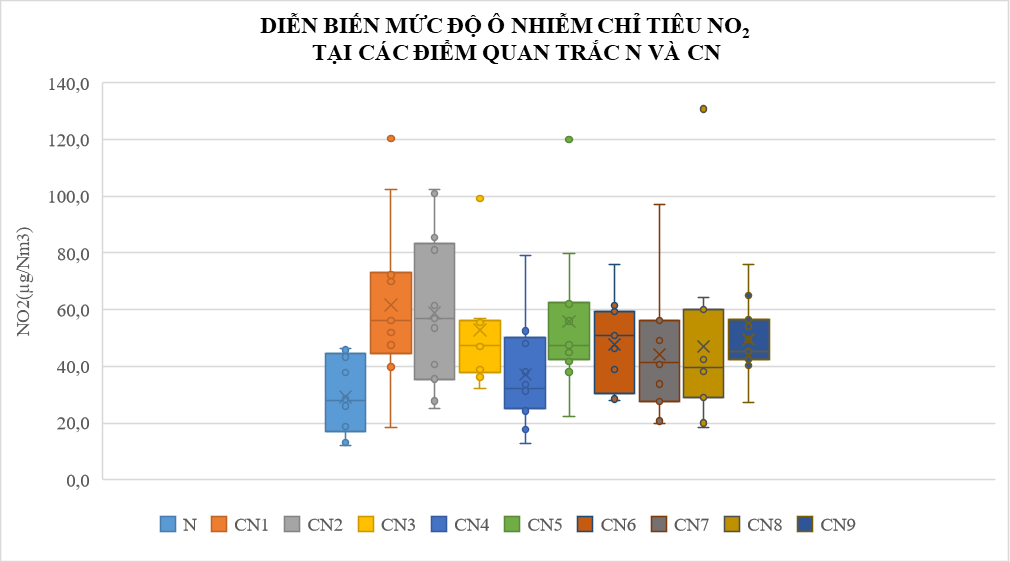 DIỄN BIẾN MỨC ĐỘ Ô NHIỄM CHỈ TIÊU NO₂
TẠI CÁC ĐIỂM QUAN TRẮC N VÀ CN
140,0
120,0
100,0
80,0
60,0
40,0
20,0
0,0
NO2(µg/Nm3)
N CN1 CN2 CN3 CN4 CN5 CN6 CN7 CN8 CN9